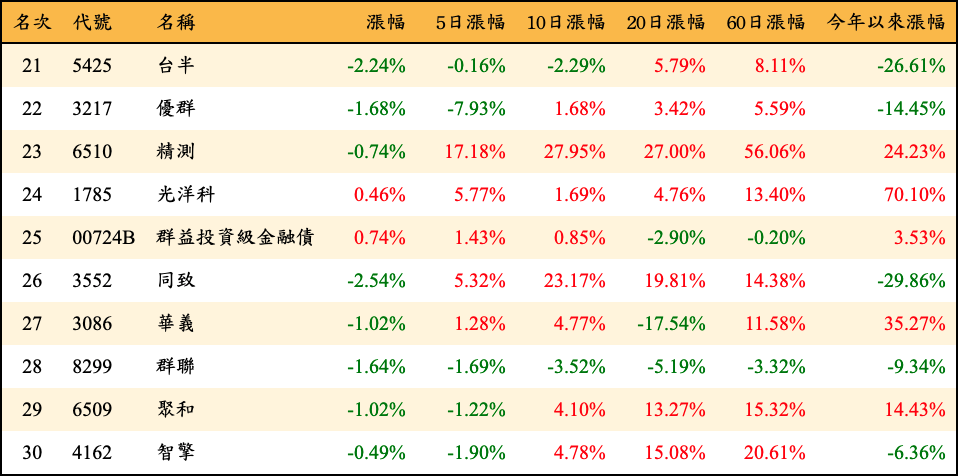 名次 代號 名稱 漲幅 5日漲幅 10日漲幅 20日漲幅 60日漲幅 今年以來漲幅
21 5425 台半 -2.24% -0.16% -2.29% 5.79% 8.11% -26.61%
22 3217 優群 -1.68% -7.93% 1.68% 3.42% 5.59% -14.45%
23 6510 精測 -0.74% 17.18% 27.95% 27.00% 56.06% 24.23%
24 1785 光洋科 0.46% 5.77% 1.69% 4.76% 13.40% 70.10%
25 00724B 群益投資級金融債 0.74% 1.43% 0.85% -2.90% -0.20% 3.53%
26 3552 同致 -2.54% 5.32% 23.17% 19.81% 14.38% -29.86%
27 3086 華義 -1.02% 1.28% 4.77% -17.54% 11.58% 35.27%
28 8299 群聯 -1.64% -1.69% -3.52% -5.19% -3.32% -9.34%
29 6509 聚和 -1.02% -1.22% 4.10% 13.27% 15.32% 14.43%
30 4162 智擎 -0.49% -1.90% 4.78% 15.08% 20.61% -6.36%